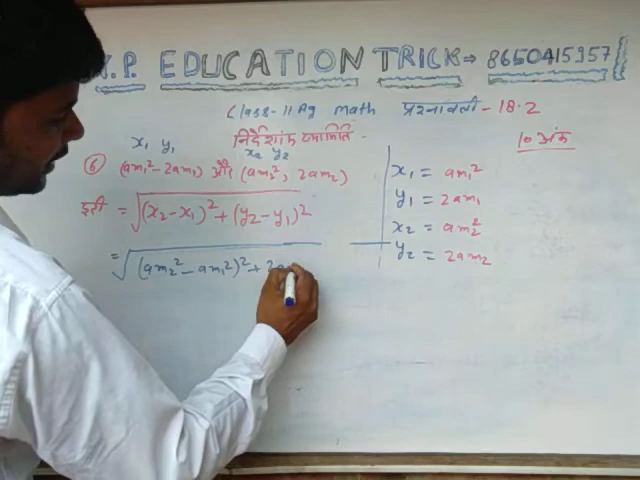 K.P. EDUCATION TRICK → 8650415957
Class-11 Ag Math प्रश्नावली - 18.2
निर्देशांक ज्यामिति - 10 अंक
x₁ y₁ x₂ y₂
⑥ (am₁² - 2am₁) और (am₁², 2am₂)
दूरी = √(x₂-x₁)² + (y₂-y₁)²
= √(am₂² - am₁²)² + 2a
x₁ = am₁²
y₁ = 2am₁
x₂ = am₂²
y₂ = 2am₂